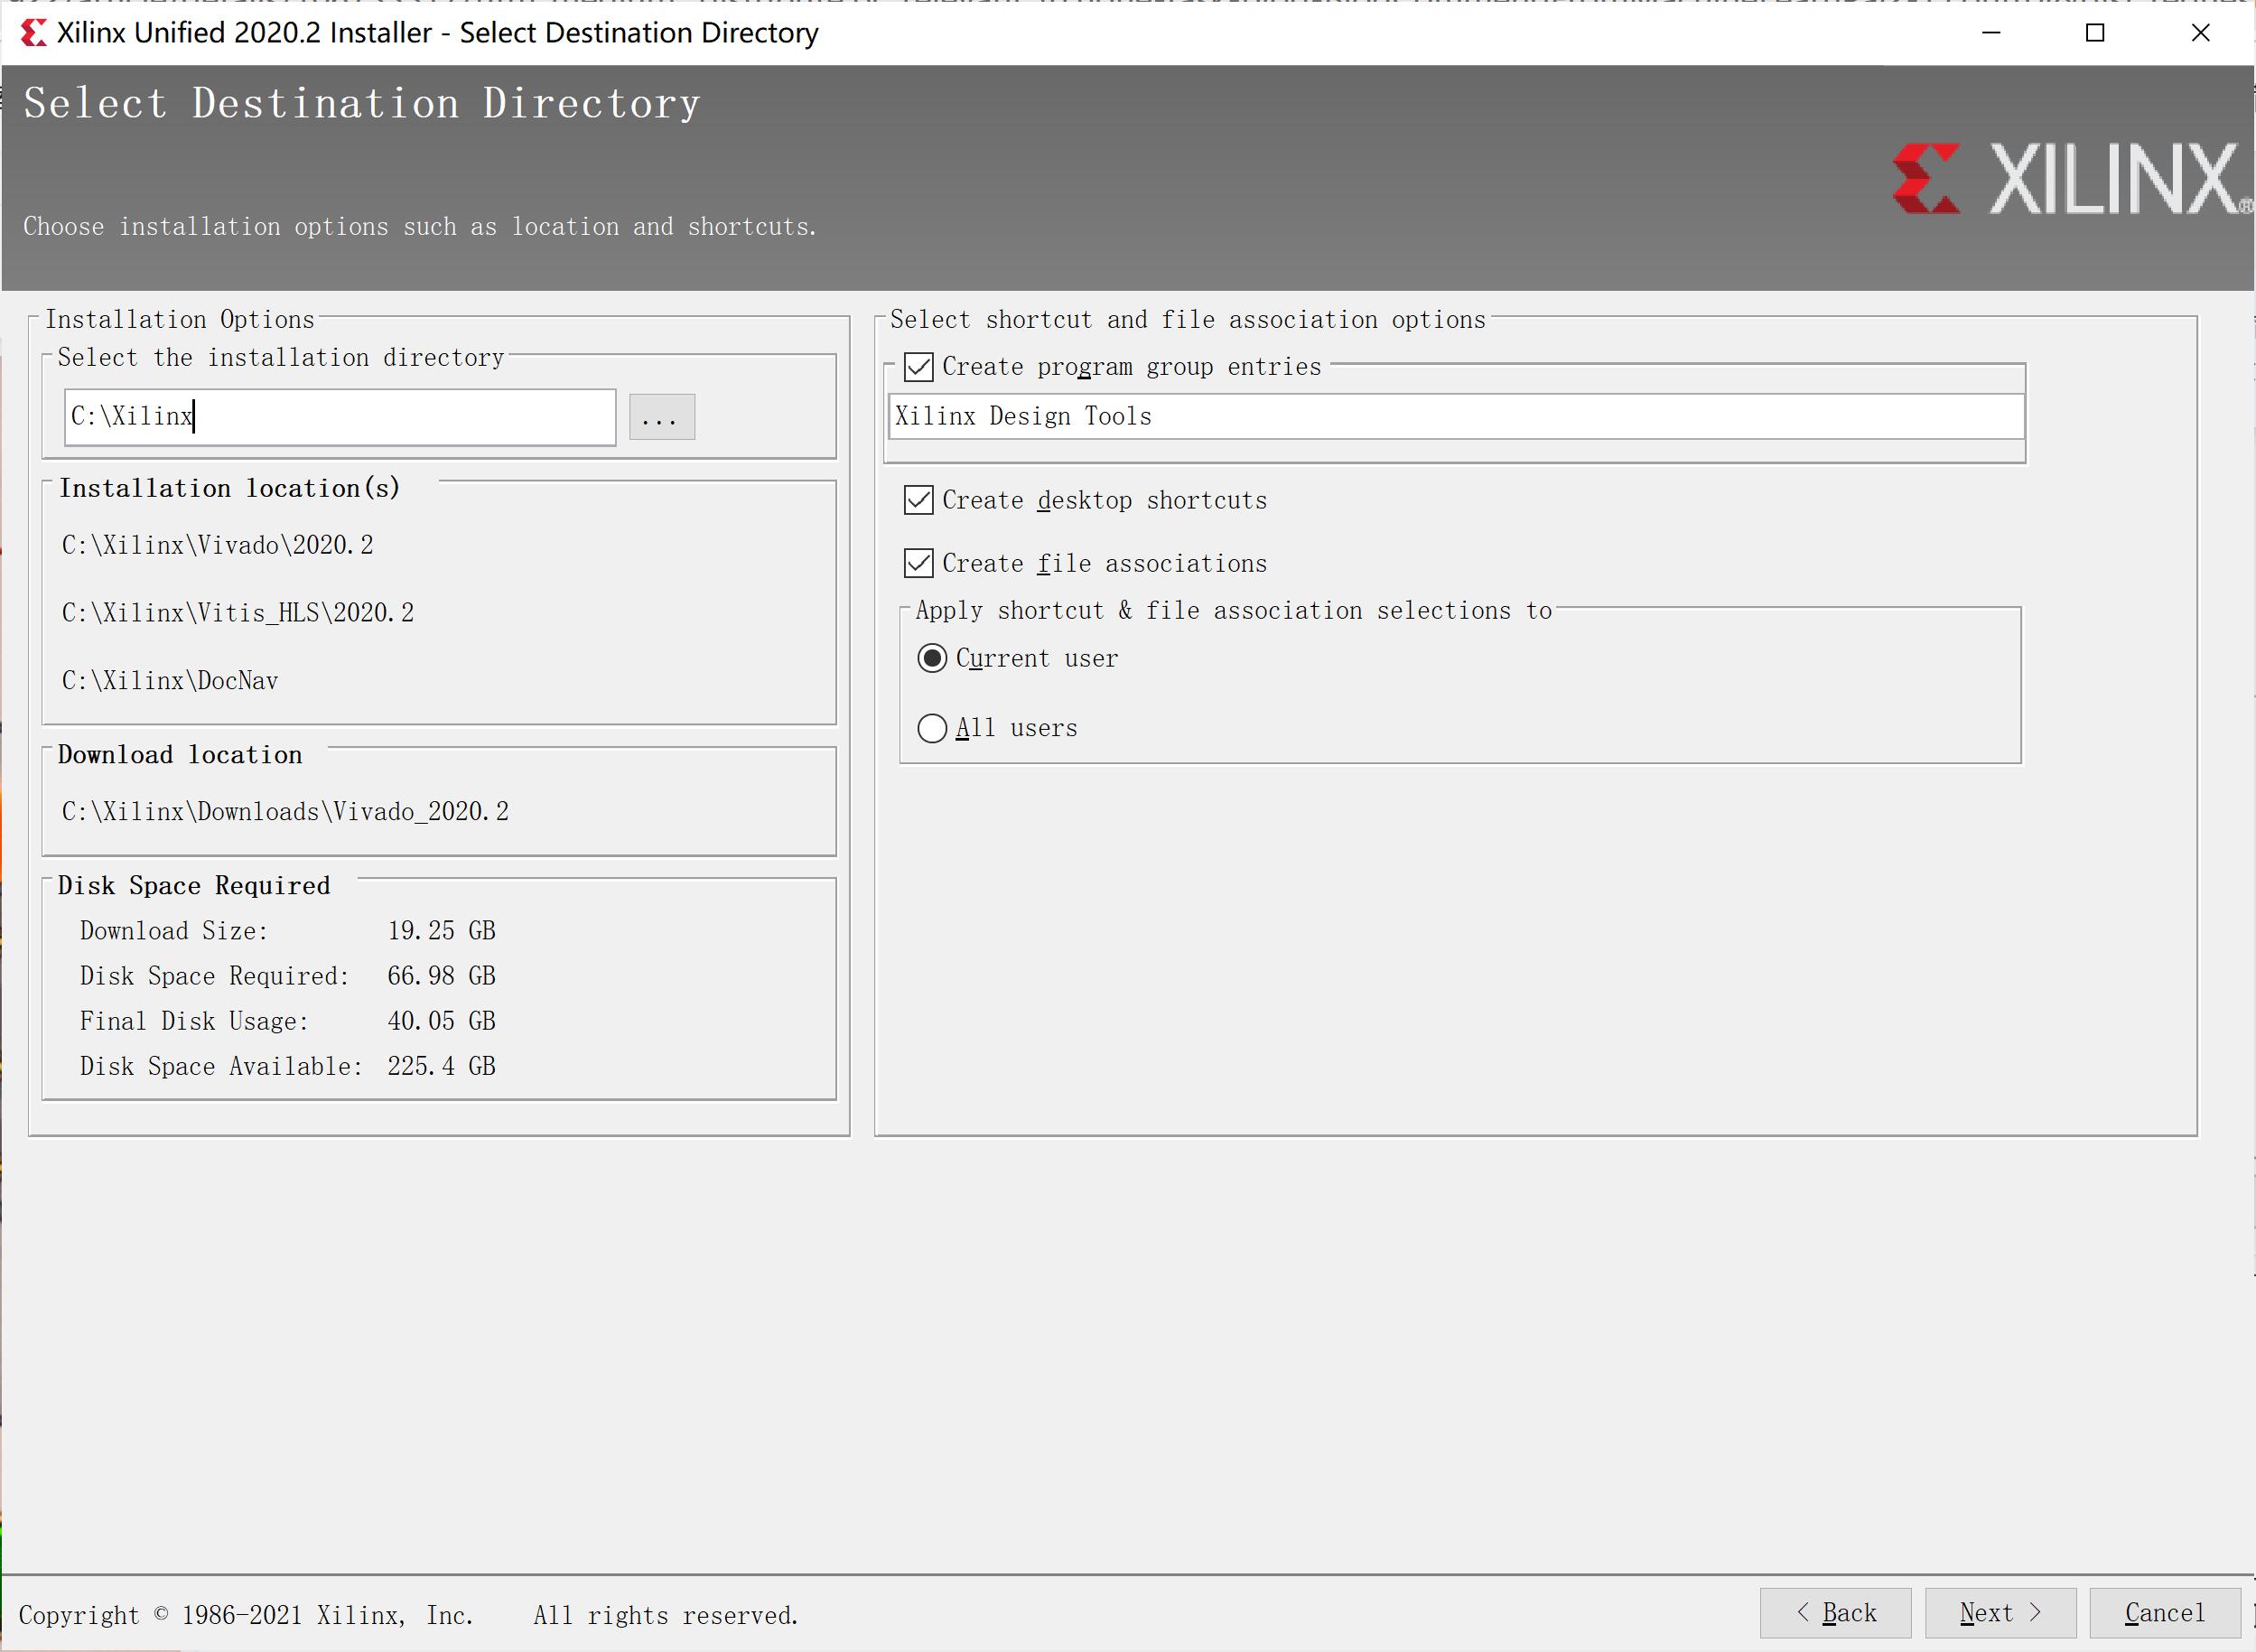 Xilinx Unified 2020.2 Installer - Select Destination Directory
Select Destination Directory
XILINX®
Choose installation options such as location and shortcuts.
Installation Options
Select the installation directory
C:\Xilinx
...
Installation location(s)
C:\Xilinx\Vivado\2020.2
C:\Xilinx\Vitis_HLS\2020.2
C:\Xilinx\DocNav
Download location
C:\Xilinx\Downloads\Vivado_2020.2
Disk Space Required
Download Size: 19.25 GB
Disk Space Required: 66.98 GB
Final Disk Usage: 40.05 GB
Disk Space Available: 225.4 GB
Select shortcut and file association options
Create program group entries
Xilinx Design Tools
Create desktop shortcuts
Create file associations
Apply shortcut & file association selections to
Current user
All users
Copyright © 1986-2021 Xilinx, Inc. All rights reserved.
< Back
Next >
Cancel